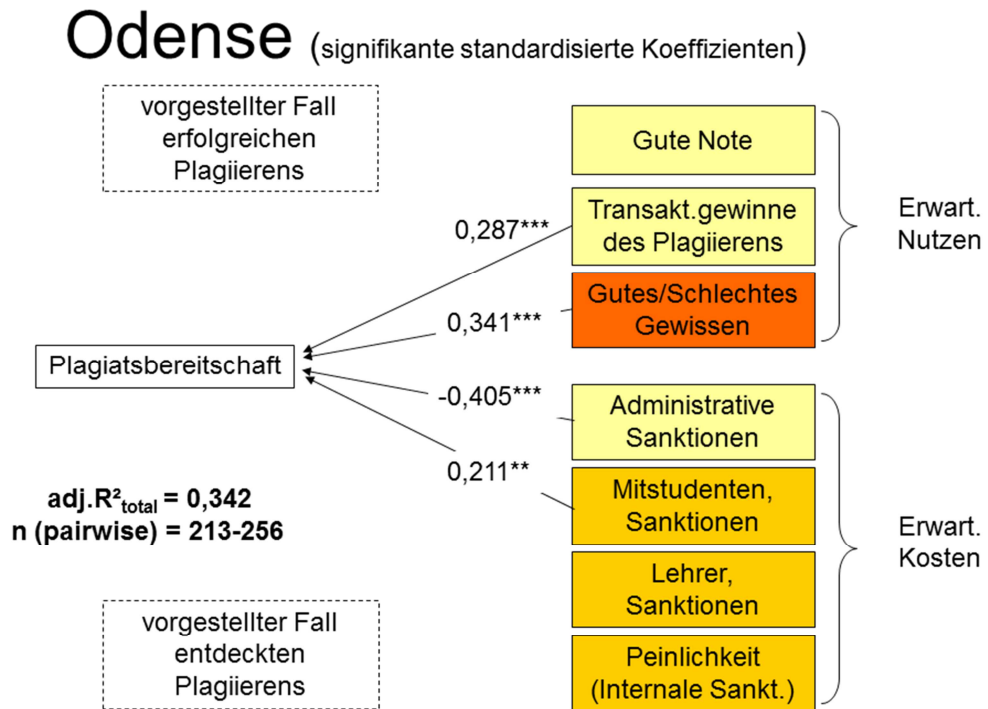 Odense (signifikante standardisierte Koeffizienten)
vorgestellter Fall
erfolgreichen
Plagiierens
Gute Note
Transakt.gewinne
des Plagiierens
Gutes/Schlechtes
Gewissen
Erwart.
Nutzen
0,287***
0,341***
Plagiatsbereitschaft
-0,405***
0,211**
Administrative
Sanktionen
Mitstudenten,
Sanktionen
Lehrer,
Sanktionen
Peinlichkeit
(Internale Sankt.)
Erwart.
Kosten
adj.R²total = 0,342
n (pairwise) = 213-256
vorgestellter Fall
entdeckten
Plagiierens